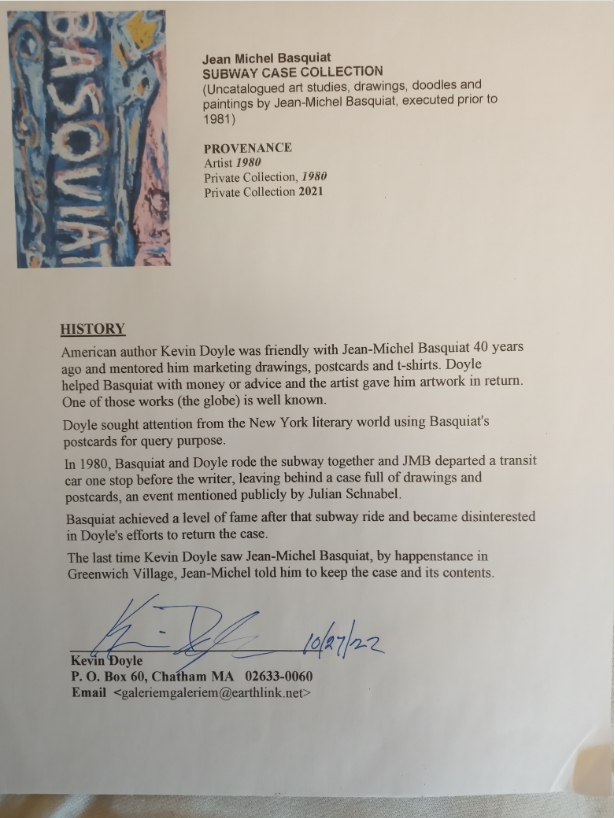 BASQVIAT
Jean Michel Basquiat
SUBWAY CASE COLLECTION
(Uncatalogued art studies, drawings, doodles and
paintings by Jean-Michel Basquiat, executed prior to
1981)
PROVENANCE
Artist 1980
Private Collection, 1980
Private Collection 2021
HISTORY
American author Kevin Doyle was friendly with Jean-Michel Basquiat 40 years
ago and mentored him marketing drawings, postcards and t-shirts. Doyle
helped Basquiat with money or advice and the artist gave him artwork in return.
One of those works (the globe) is well known.
Doyle sought attention from the New York literary world using Basquiat's
postcards for query purpose.
In 1980, Basquiat and Doyle rode the subway together and JMB departed a transit
car one stop before the writer, leaving behind a case full of drawings and
postcards, an event mentioned publicly by Julian Schnabel.
Basquiat achieved a level of fame after that subway ride and became disinterested
in Doyle's efforts to return the case.
The last time Kevin Doyle saw Jean-Michel Basquiat, by happenstance in
Greenwich Village, Jean-Michel told him to keep the case and its contents.
10/27/22
Kevin Doyle
P. O. Box 60, Chatham MA 02633-0060
Email <galeriemgaleriem@earthlink.net>